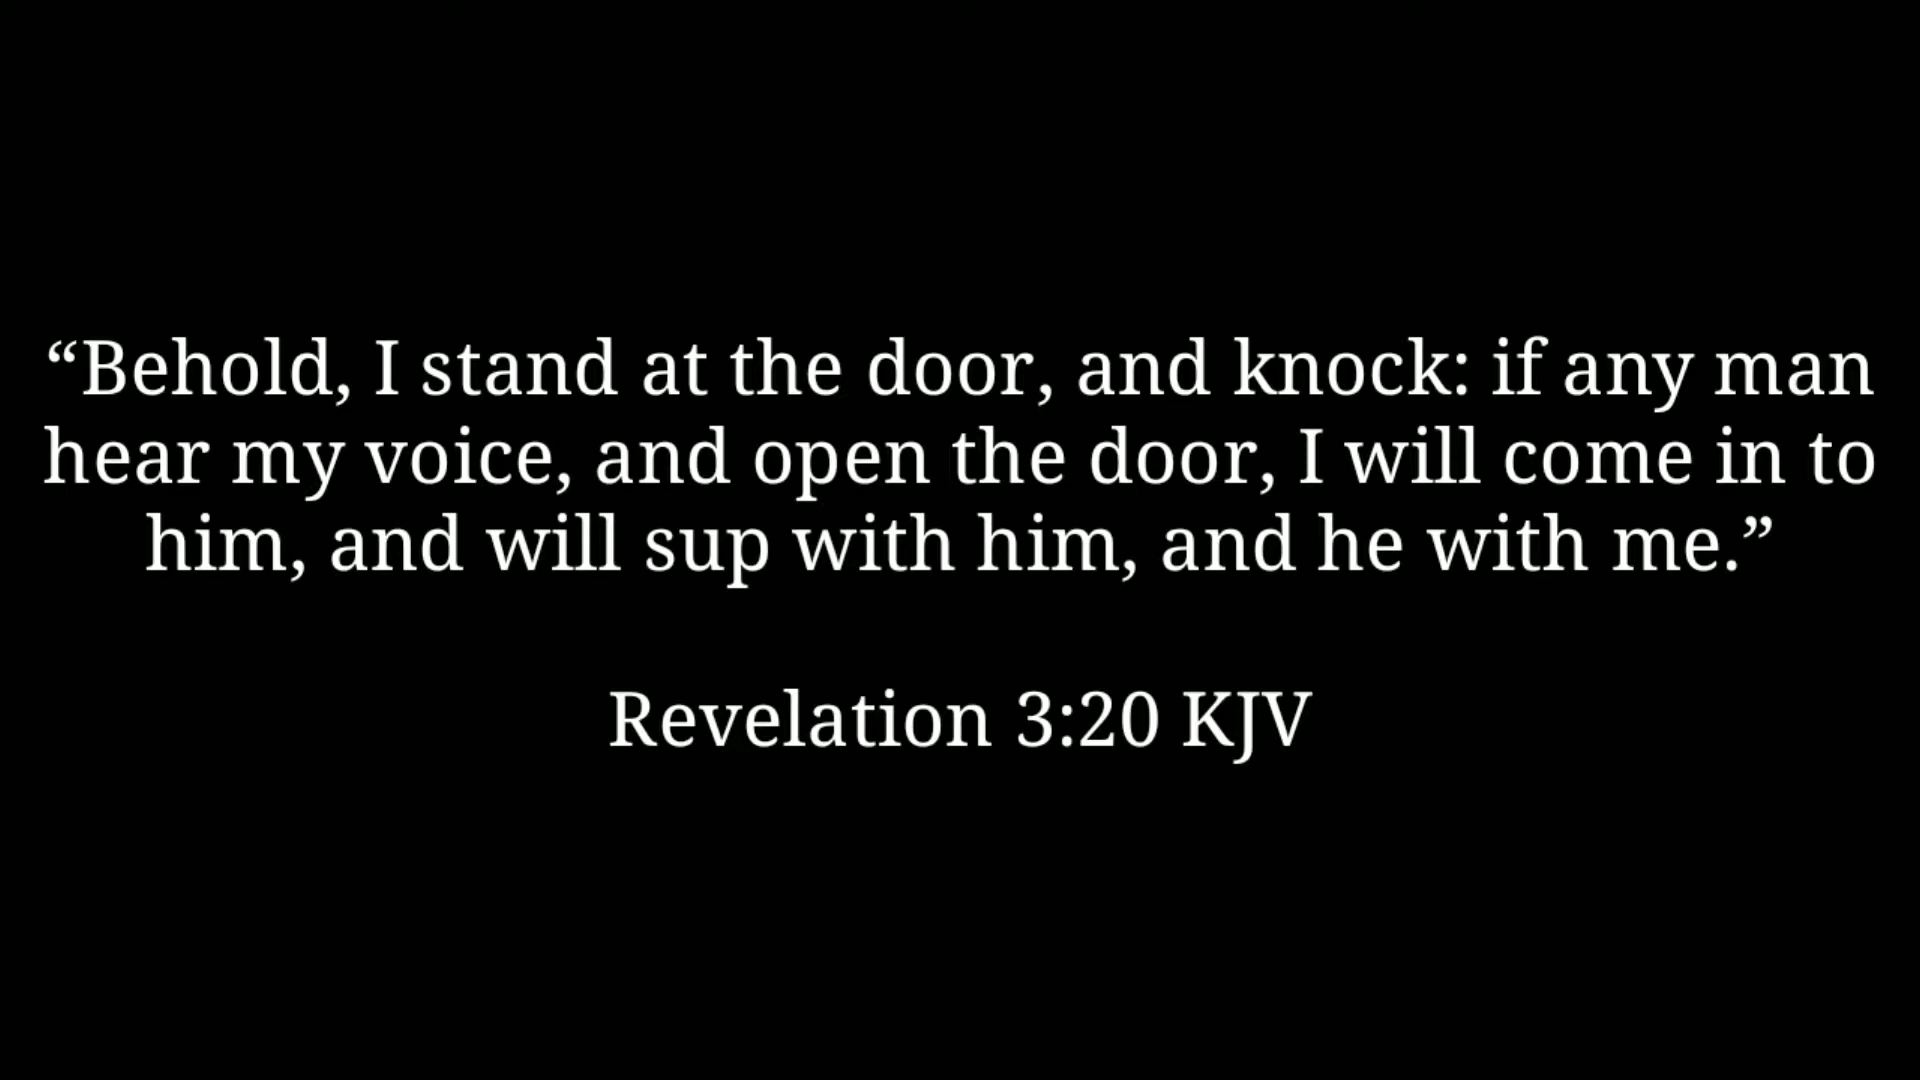 “Behold, I stand at the door, and knock: if any man
hear my voice, and open the door, I will come in to
him, and will sup with him, and he with me.”
Revelation 3:20 KJV